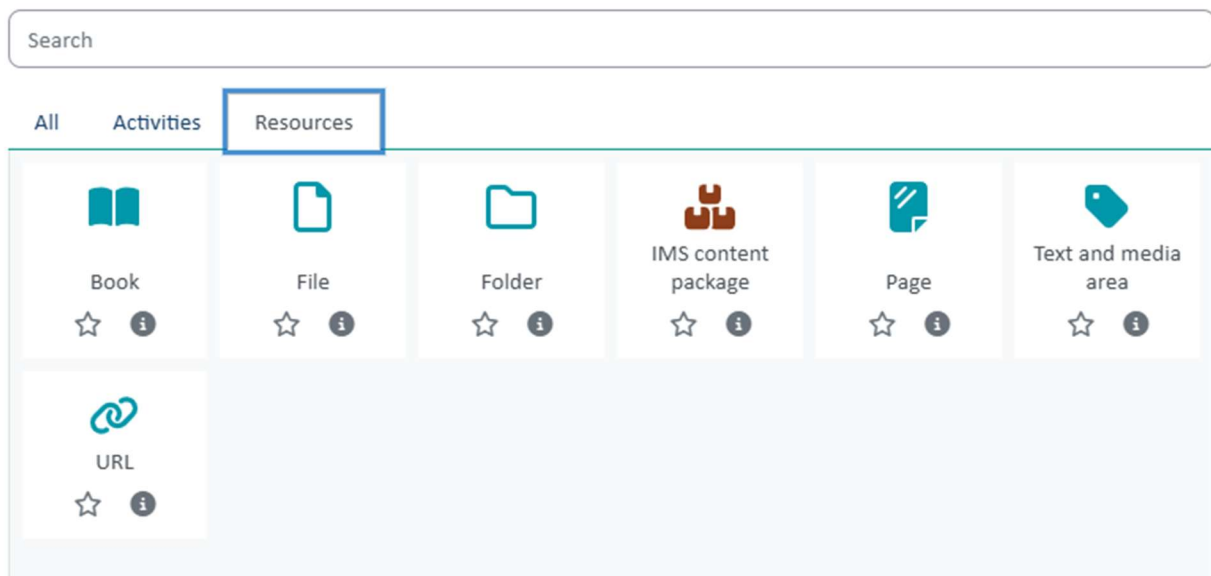 Search
All Activities Resources
Book File Folder IMS content package Page Text and media area
URL